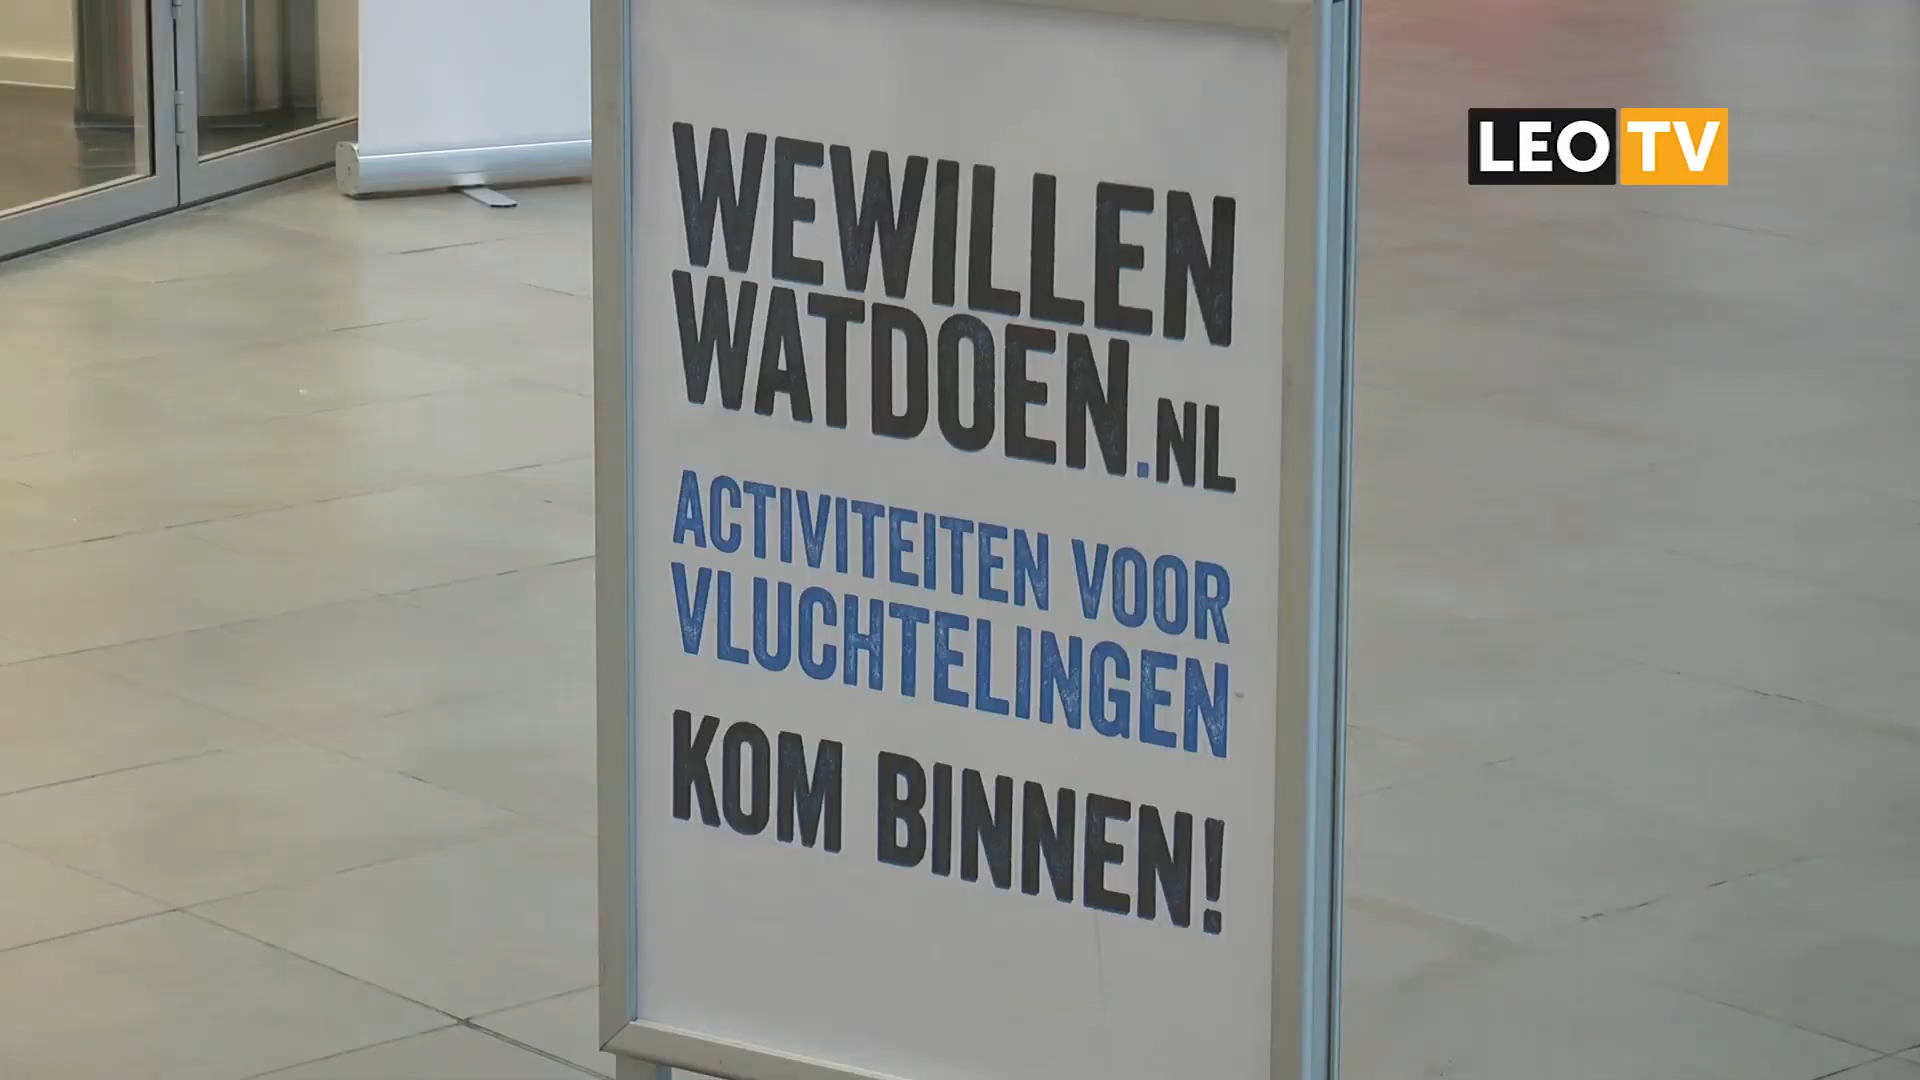 WEWILLEN
WATDOEN.NL
ACTIVITEITEN VOOR
VLUCHTELINGEN
KOM BINNEN!
LEO TV